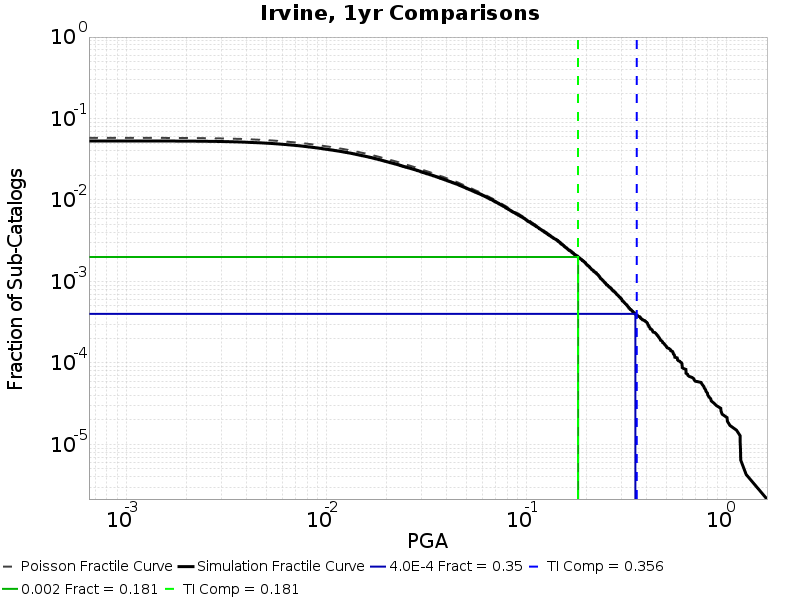 Irvine, 1yr Comparisons
10^0
10^-1
10^-2
10^-3
10^-4
10^-5
Fraction of Sub-Catalogs
10^-3 10^-2 10^-1 10^0
PGA
Poisson Fractile Curve Simulation Fractile Curve 4.0E-4 Fract = 0.35 TI Comp = 0.356
0.002 Fract = 0.181 TI Comp = 0.181